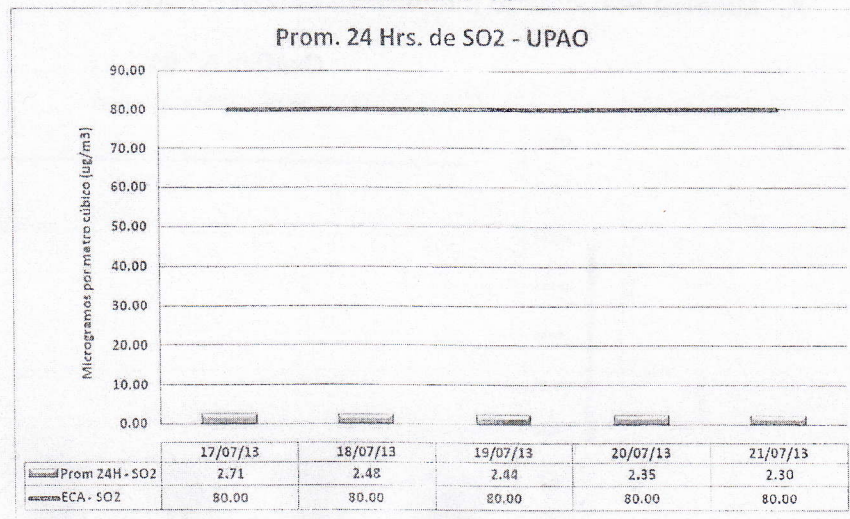 Prom. 24 Hrs. de SO2 - UPAO
Microgramos por matro cúbico (ug/m3)
90.00
80.00
70.00
60.00
50.00
40.00
30.00
20.00
10.00
0.00
17/07/13 18/07/13 19/07/13 20/07/13 21/07/13
Prom 24H - SO2 2.71 2.48 2.44 2.35 2.30
ECA - SO2 80.00 80.00 80.00 80.00 80.00